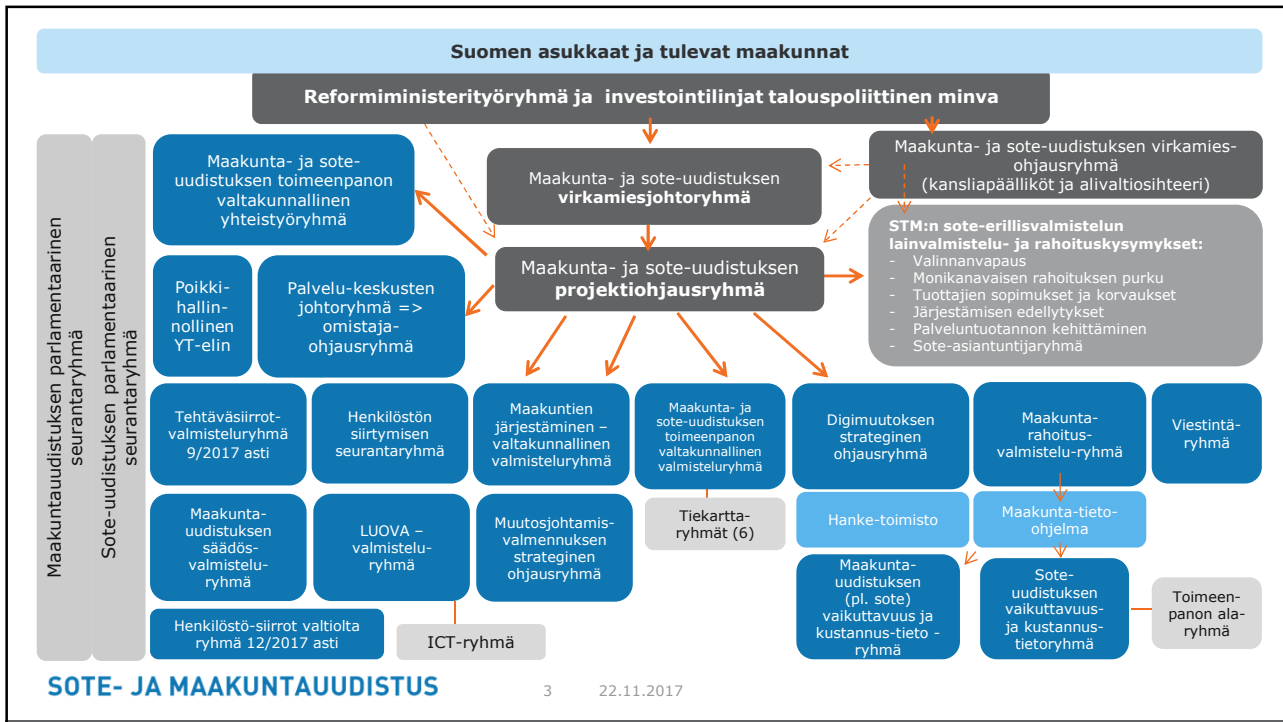 Suomen asukkaat ja tulevat maakunnat
Reformiministerityöryhmä ja investointilinjat talouspoliittinen minva
Maakuntauudistuksen parlamentaarinen
seurantaryhmä
Sote-uudistuksen parlamentaarinen
seurantaryhmä
Maakunta- ja sote-
uudistuksen toimeenpanon
valtakunnallinen
yhteistyöryhmä
Maakunta- ja sote-uudistuksen
virkamiesjohtoryhmä
Maakunta- ja sote-uudistuksen virkamies-
ohjausryhmä
(kansliapäälliköt ja alivaltiosihteeri)
Poikki-
hallin-
nollinen
YT-elin
Palvelu-keskusten
johtoryhmä =>
omistaja-
ohjausryhmä
Maakunta- ja sote-uudistuksen
projektiohjausryhmä
STM:n sote-erillisvalmistelun
lainvalmistelu- ja rahoituskysymykset:
- Valinnanvapaus
- Monikanavaisen rahoituksen purku
- Tuottajien sopimukset ja korvaukset
- Järjestämisen edellytykset
- Palveluntuotannon kehittäminen
- Sote-asiantuntijaryhmä
Tehtäväsiirrot-
valmisteluryhmä
9/2017 asti
Henkilöstön
siirtymisen
seurantaryhmä
Maakuntien
järjestäminen –
valtakunnallinen
valmisteluryhmä
Maakunta- ja
sote-uudistuksen
toimeenpanon
valtakunnallinen
valmisteluryhmä
Digimuutoksen
strateginen
ohjausryhmä
Maakunta-
rahoitus-
valmistelu-ryhmä
Viestintä-
ryhmä
Maakunta-
uudistuksen
säädös-
valmistelu-
ryhmä
LUOVA –
valmistelu-
ryhmä
Muutosjohtamis-
valmennuksen
strateginen
ohjausryhmä
Tiekartta-
ryhmät (6)
Hanke-toimisto
Maakunta-tieto-
ohjelma
Maakunta-
uudistuksen
(pl. sote)
vaikuttavuus ja
kustannus-tieto -
ryhmä
Sote-
uudistuksen
vaikuttavuus-
ja kustannus-
tietoryhmä
Toimeen-
panon ala-
ryhmä
Henkilöstö-siirrot valtiolta
ryhmä 12/2017 asti
ICT-ryhmä
SOTE- JA MAAKUNTAUUDISTUS
3 22.11.2017